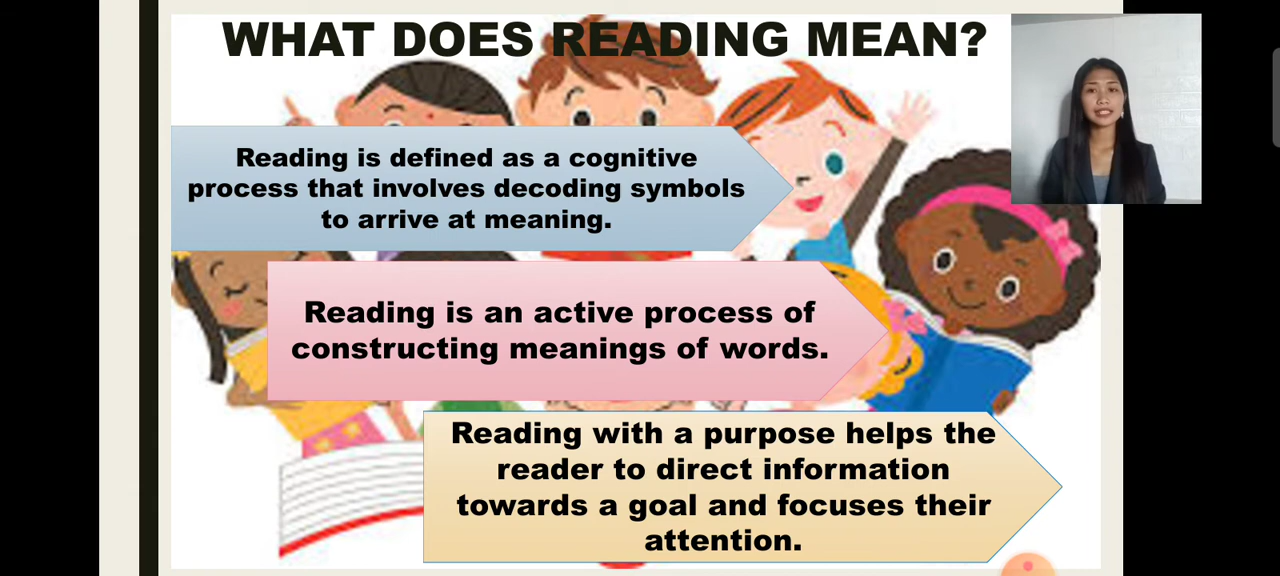 WHAT DOES READING MEAN?
Reading is defined as a cognitive
process that involves decoding symbols
to arrive at meaning.
Reading is an active process of
constructing meanings of words.
Reading with a purpose helps the
reader to direct information
towards a goal and focuses their
attention.